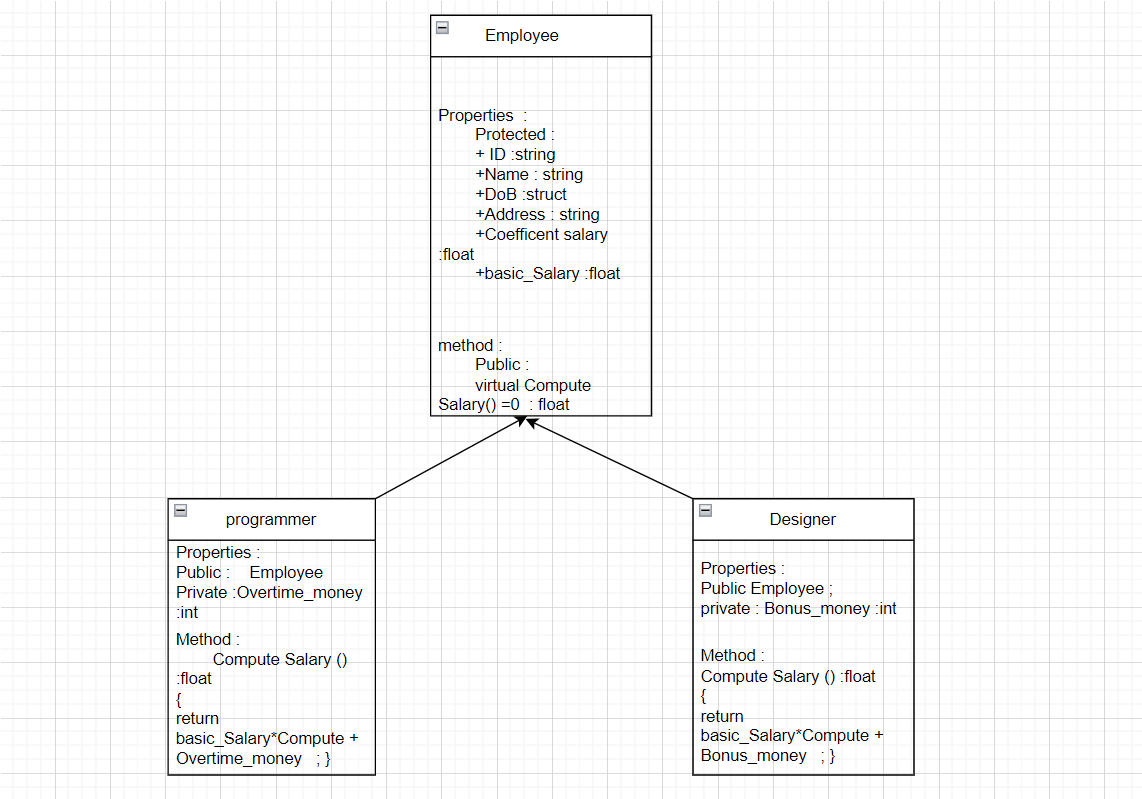 Employee
Properties :
Protected :
+ ID :string
+Name : string
+DoB :struct
+Address : string
+Coefficent salary
:float
+basic_Salary :float
method :
Public :
virtual Compute
Salary() =0 : float
programmer
Properties :
Public : Employee
Private :Overtime_money
:int
Method :
Compute Salary ()
:float
{
return
basic_Salary*Compute +
Overtime_money ; }
Designer
Properties :
Public Employee ;
private : Bonus_money :int
Method :
Compute Salary () :float
{
return
basic_Salary*Compute +
Bonus_money ; }